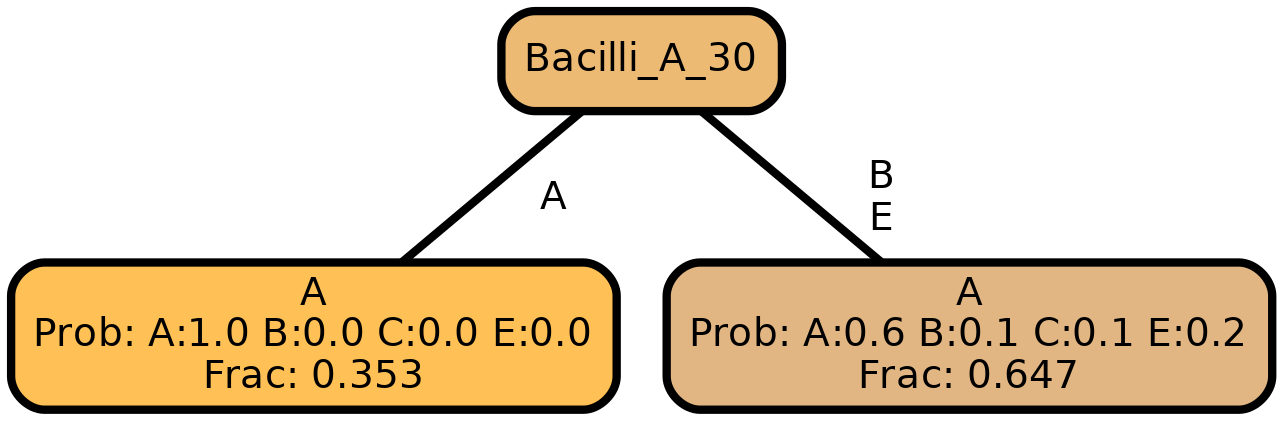 Bacilli_A_30
A
B
E
A
Prob: A:1.0 B:0.0 C:0.0 E:0.0
Frac: 0.353
A
Prob: A:0.6 B:0.1 C:0.1 E:0.2
Frac: 0.647